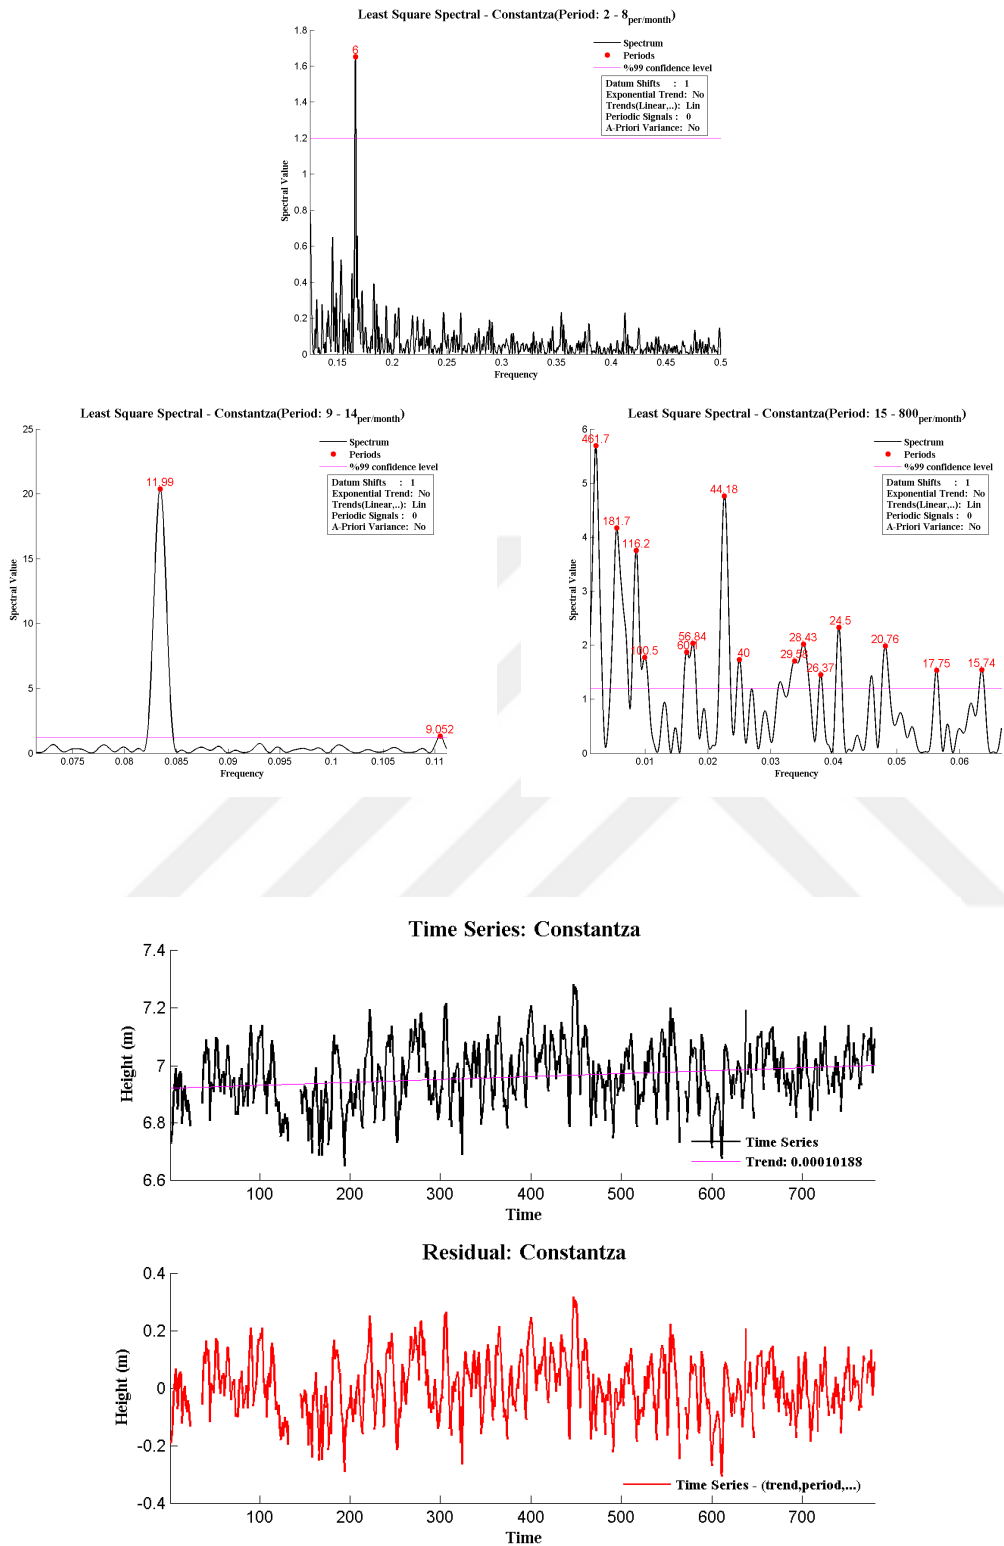 Least Square Spectral - Constantza(Period: 2 - 8per/month)
Spectrum
Periods
%99 confidence level
Datum Shifts : 1
Exponential Trend: No
Trends(Linear,..): Lin
Periodic Signals : 0
A-Priori Variance: No
6
1.8
1.6
1.4
1.2
1
0.8
0.6
0.4
0.2
0
Spectral Value
0.15 0.2 0.25 0.3 0.35 0.4 0.45 0.5
Frequency
Least Square Spectral - Constantza(Period: 9 - 14per/month)
Spectrum
Periods
%99 confidence level
Datum Shifts : 1
Exponential Trend: No
Trends(Linear,..): Lin
Periodic Signals : 0
A-Priori Variance: No
11.99
9.052
25
20
15
10
5
0
Spectral Value
0.075 0.08 0.085 0.09 0.095 0.1 0.105 0.11
Frequency
Least Square Spectral - Constantza(Period: 15 - 800per/month)
Spectrum
Periods
%99 confidence level
Datum Shifts : 1
Exponential Trend: No
Trends(Linear,..): Lin
Periodic Signals : 0
A-Priori Variance: No
461.7
181.7
116.2
100.5
56.84
44.18
40
29.58
28.43
26.37
24.5
20.76
17.75
15.74
6
5
4
3
2
1
0
Spectral Value
0.01 0.02 0.03 0.04 0.05 0.06
Frequency
Time Series: Constantza
7.4
7.2
7
6.8
6.6
Height (m)
Time Series
Trend: 0.00010188
100 200 300 400 500 600 700
Time
Residual: Constantza
0.4
0.2
0
-0.2
-0.4
Height (m)
Time Series - (trend,period,...)
100 200 300 400 500 600 700
Time